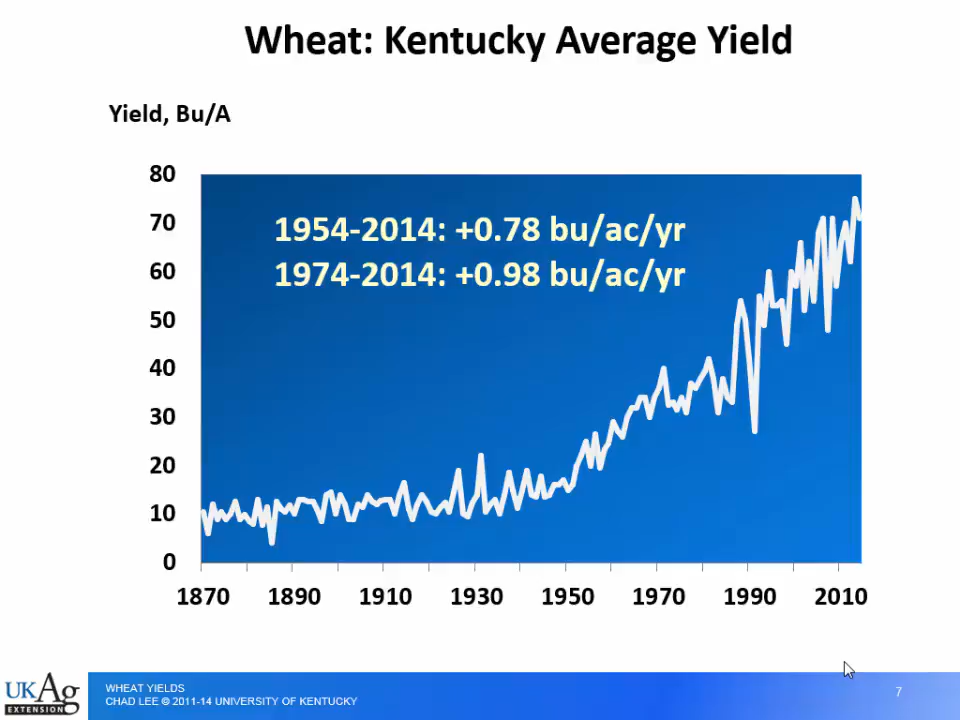 Wheat: Kentucky Average Yield
Yield, Bu/A
80
70
60
50
40
30
20
10
0
1954-2014: +0.78 bu/ac/yr
1974-2014: +0.98 bu/ac/yr
1870 1890 1910 1930 1950 1970 1990 2010
UKAg
EXTENSION
WHEAT YIELDS
CHAD LEE © 2011-14 UNIVERSITY OF KENTUCKY
7